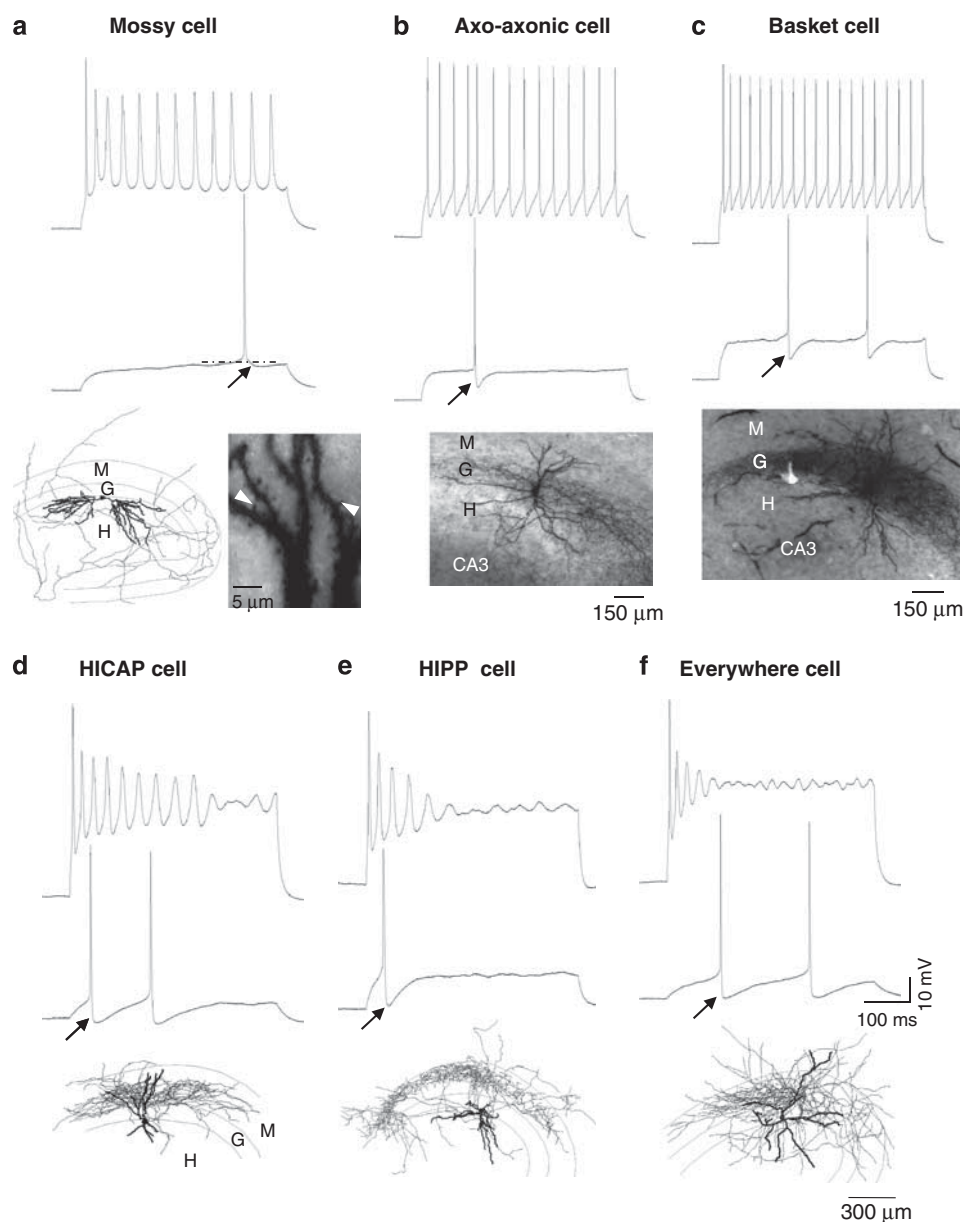 a Mossy cell
b Axo-axonic cell
c Basket cell
M
G
H
5 μm
M
G
H
CA3
150 μm
M
G
H
CA3
150 μm
d HICAP cell
e HIPP cell
f Everywhere cell
10 mV
100 ms
M
G
H
300 μm